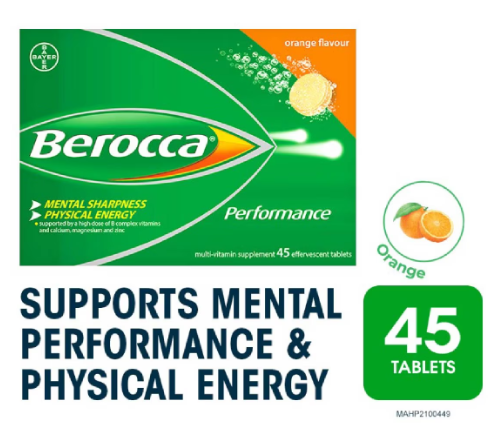 orange flavour
BAYER
BAYER
Berocca®
MENTAL SHARPNESS
PHYSICAL ENERGY
• supported by a high dose of B complex vitamins
and calcium, magnesium and zinc
Performance
multi-vitamin supplement 45 effervescent tablets
Orange
SUPPORTS MENTAL
PERFORMANCE &
PHYSICAL ENERGY
45
TABLETS
MAHP2100449